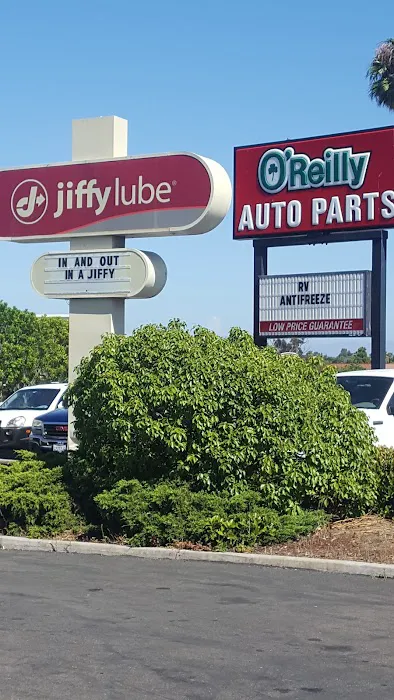 jiffy lube®
IN AND OUT
IN A JIFFY
O'Reilly
AUTO PARTS
RV
ANTIFREEZE
LOW PRICE GUARANTEE